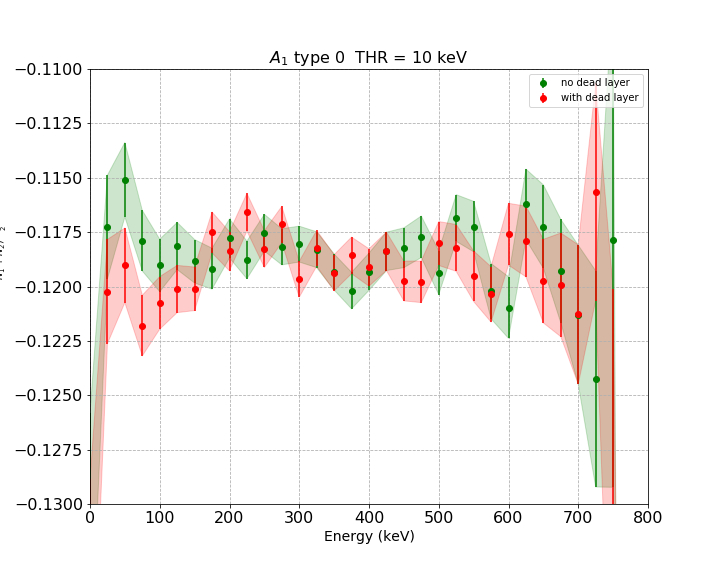 A₁ type 0 THR = 10 keV
no dead layer
with dead layer
−0.1100
−0.1125
−0.1150
−0.1175
−0.1200
−0.1225
−0.1250
−0.1275
−0.1300
0 100 200 300 400 500 600 700 800
Energy (keV)